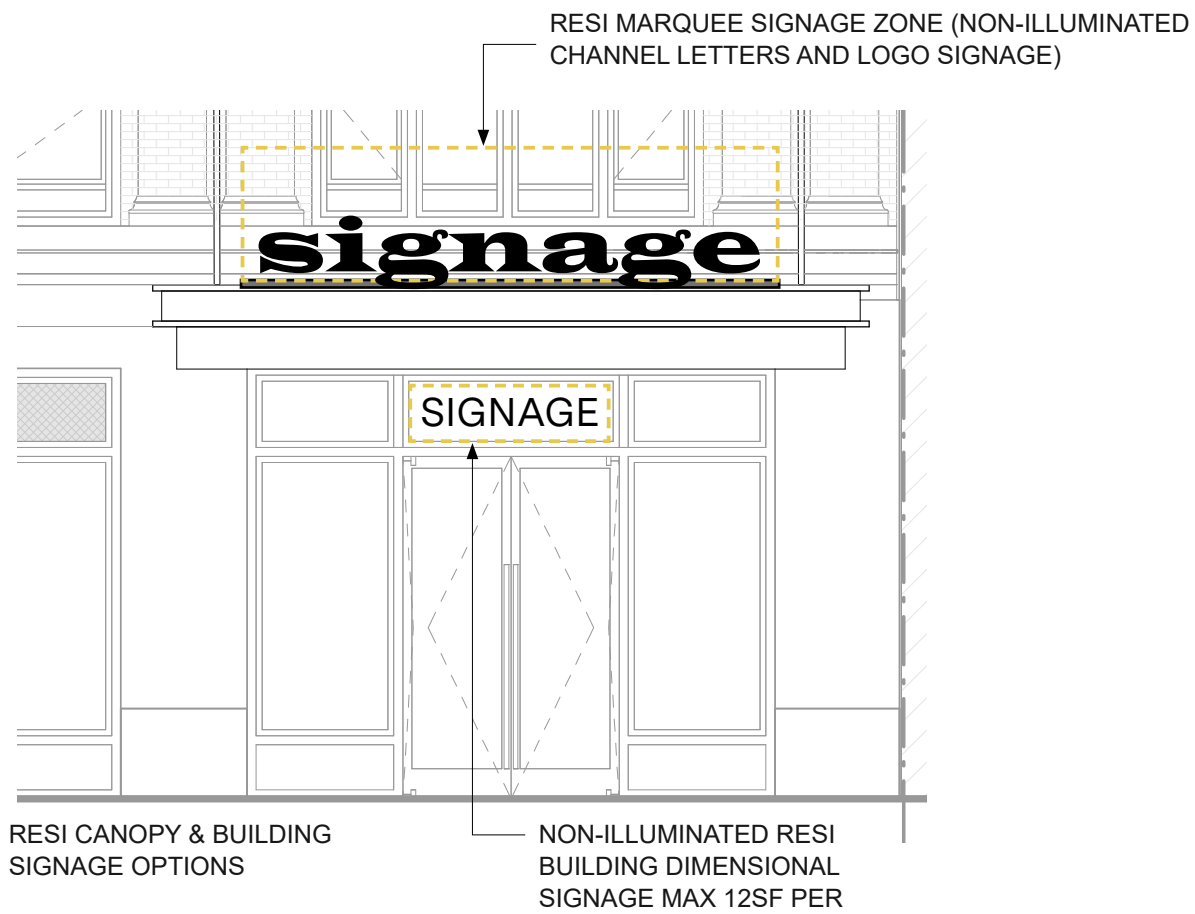 RESI MARQUEE SIGNAGE ZONE (NON-ILLUMINATED
CHANNEL LETTERS AND LOGO SIGNAGE)
signage
SIGNAGE
RESI CANOPY & BUILDING
SIGNAGE OPTIONS
NON-ILLUMINATED RESI
BUILDING DIMENSIONAL
SIGNAGE MAX 12SF PER